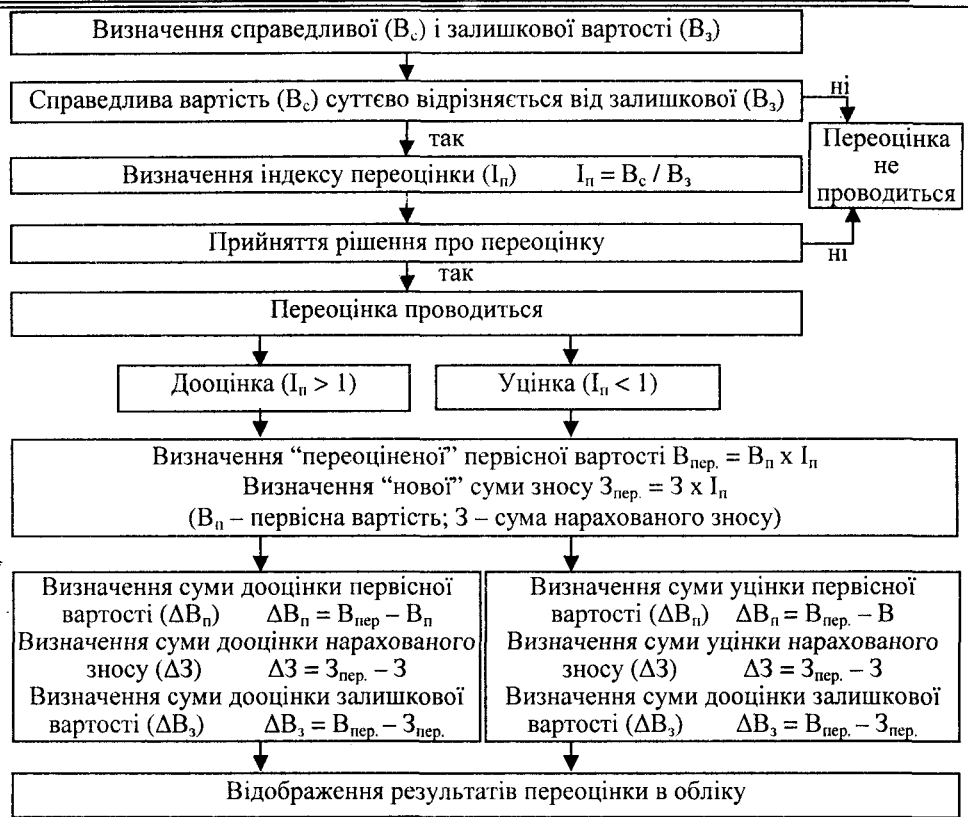 Визначення справедливої (Вс) і залишкової вартості (Вз)
Справедлива вартість (Вс) суттєво відрізняється від залишкової (Вз)
ні
так
Переоцінка
не
проводиться
Визначення індексу переоцінки (Іп) Іп = Вс / Вз
Прийняття рішення про переоцінку
ні
так
Переоцінка проводиться
Дооцінка (Іп > 1)
Уцінка (Іп < 1)
Визначення “переоціненої” первісної вартості Впер. = Вп х Іп
Визначення “нової” суми зносу Зпер. = З х Іп
(Вп – первісна вартість; З – сума нарахованого зносу)
Визначення суми дооцінки первісної
вартості (ΔВп) ΔВп = Впер – Вп
Визначення суми дооцінки нарахованого
зносу (ΔЗ) ΔЗ = Зпер. – З
Визначення суми дооцінки залишкової
вартості (ΔВз) ΔВз = Впер. – Зпер.
Визначення суми уцінки первісної
вартості (ΔВп) ΔВп = Впер. – В
Визначення суми уцінки нарахованого
зносу (ΔЗ) ΔЗ = Зпер. – З
Визначення суми дооцінки залишкової
вартості (ΔВз) ΔВз = Впер. – Зпер.
Відображення результатів переоцінки в обліку